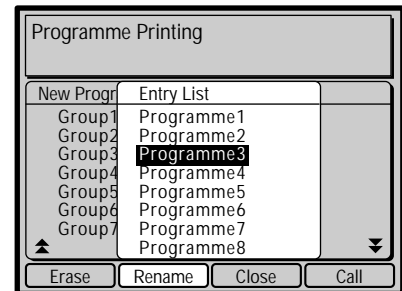 Programme Printing
New Progr
Entry List
Group1
Programme1
Group2
Programme2
Group3
Programme3
Group4
Programme4
Group5
Programme5
Group6
Programme6
Group7
Programme7
Programme8
Erase
Rename
Close
Call